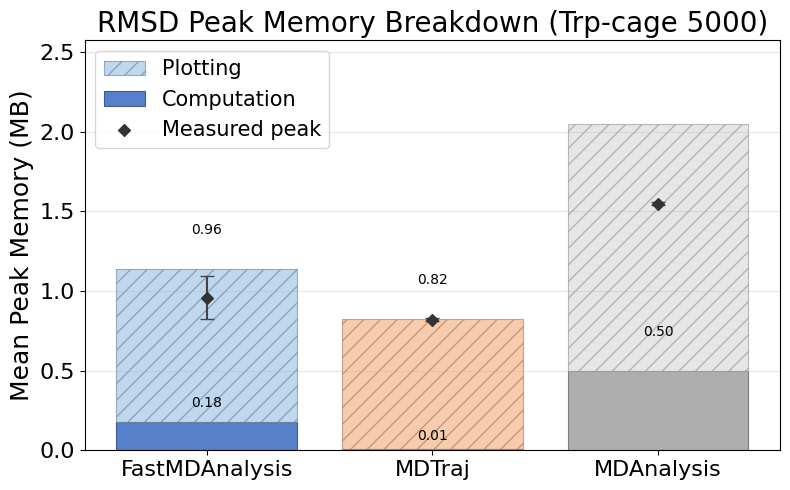 RMSD Peak Memory Breakdown (Trp-cage 5000)
Mean Peak Memory (MB)
2.5
2.0
1.5
1.0
0.5
0.0
Plotting
Computation
Measured peak
0.96
0.18
0.82
0.01
0.50
FastMDAnalysis
MDTraj
MDAnalysis